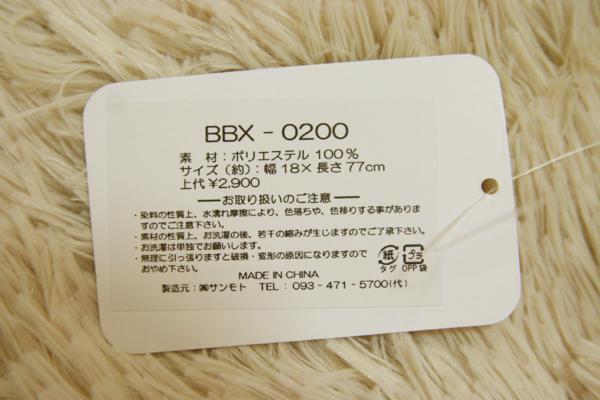 BBX - 0200
素 材：ポリエステル 100％
サイズ（約）：幅 18× 長さ 77cm
上代 ¥2,900
お取り扱いのご注意
・染料の性質上、水濡れ摩擦により、色落ちや、色移りする事がありま
すのでご注意下さい。
・素材の性質上、お洗濯の後、若干の縮みが生じますのでご了承下さい。
・お洗濯は単独でお願いします。
・無理に引っ張りますと破損・変形の原因になりますので
おやめ下さい。
紙 プラ
タグ OPP 袋
MADE IN CHINA
製造元：㈱サンモト TEL：093-471-5700(代)